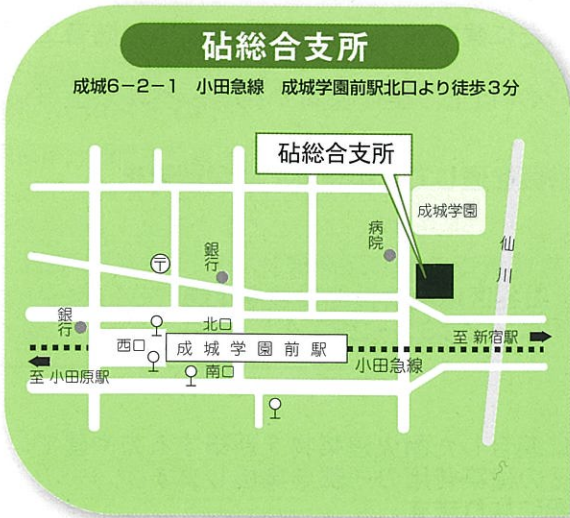 砧総合支所
成城6−2−1　小田急線　成城学園前駅北口より徒歩3分
砧総合支所
成城学園
病院
仙川
銀行
〒
銀行
北口
西口
成城学園前駅
至 新宿駅
小田急線
至 小田原駅
南口